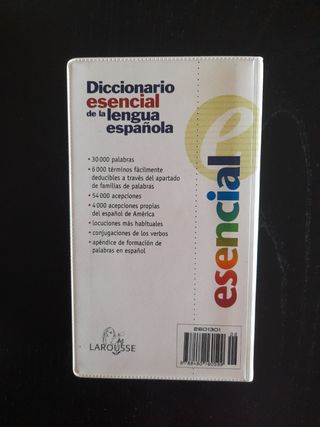 Diccionario
esencial
de la lengua
española
• 30 000 palabras
• 6 000 términos fácilmente
deducibles a través del apartado
de familias de palabras
• 54 000 acepciones
• 4 000 acepciones propias
del español de América
• locuciones más habituales
• conjugaciones de los verbos
• apéndice de formación de
palabras en español
e
esencial
2601301
LAROUSSE